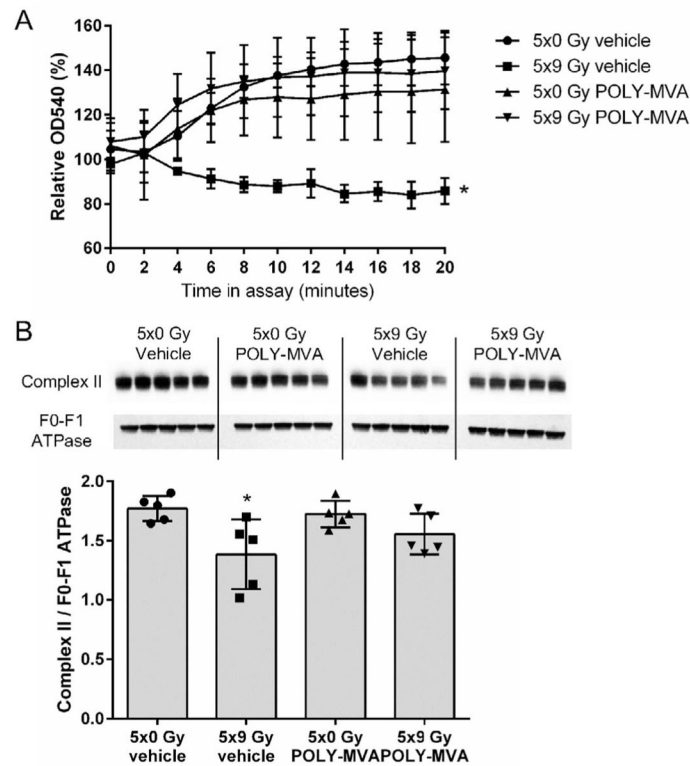 A
Relative OD540 (%)
160
140
120
100
80
60
0 2 4 6 8 10 12 14 16 18 20
Time in assay (minutes)
*
5x0 Gy vehicle
5x9 Gy vehicle
5x0 Gy POLY-MVA
5x9 Gy POLY-MVA
B
5x0 Gy
Vehicle
5x0 Gy
POLY-MVA
5x9 Gy
Vehicle
5x9 Gy
POLY-MVA
Complex II
F0-F1
ATPase
Complex II / F0-F1 ATPase
2.0
1.5
1.0
0.5
0.0
*
5x0 Gy
vehicle
5x9 Gy
vehicle
5x0 Gy
POLY-MVA
5x9 Gy
POLY-MVA